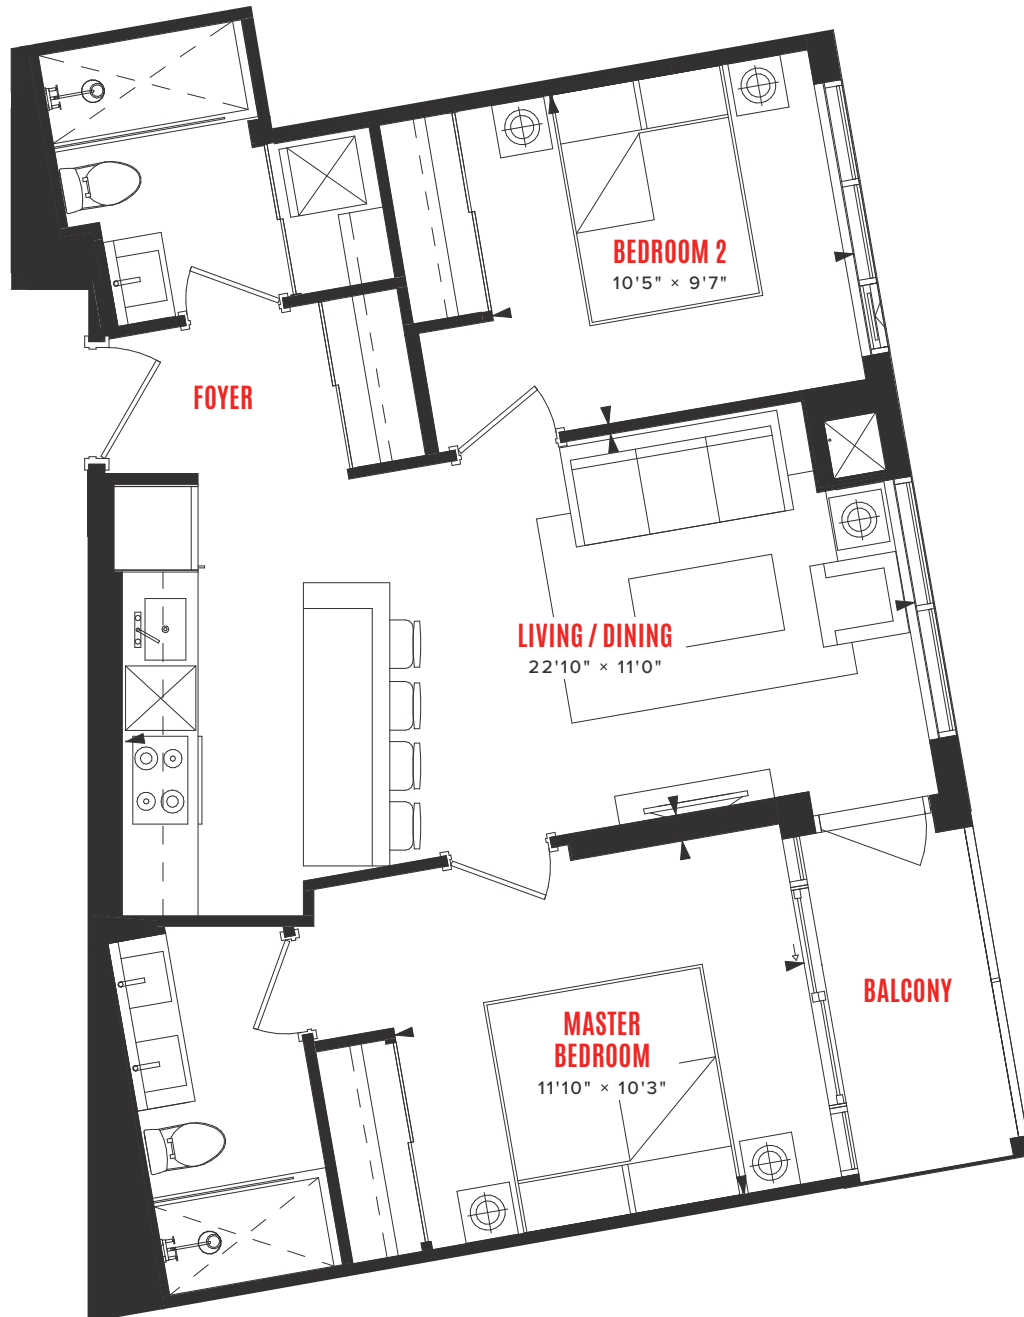 BEDROOM 2
10'5" × 9'7"
FOYER
LIVING / DINING
22'10" × 11'0"
BALCONY
MASTER
BEDROOM
11'10" × 10'3"